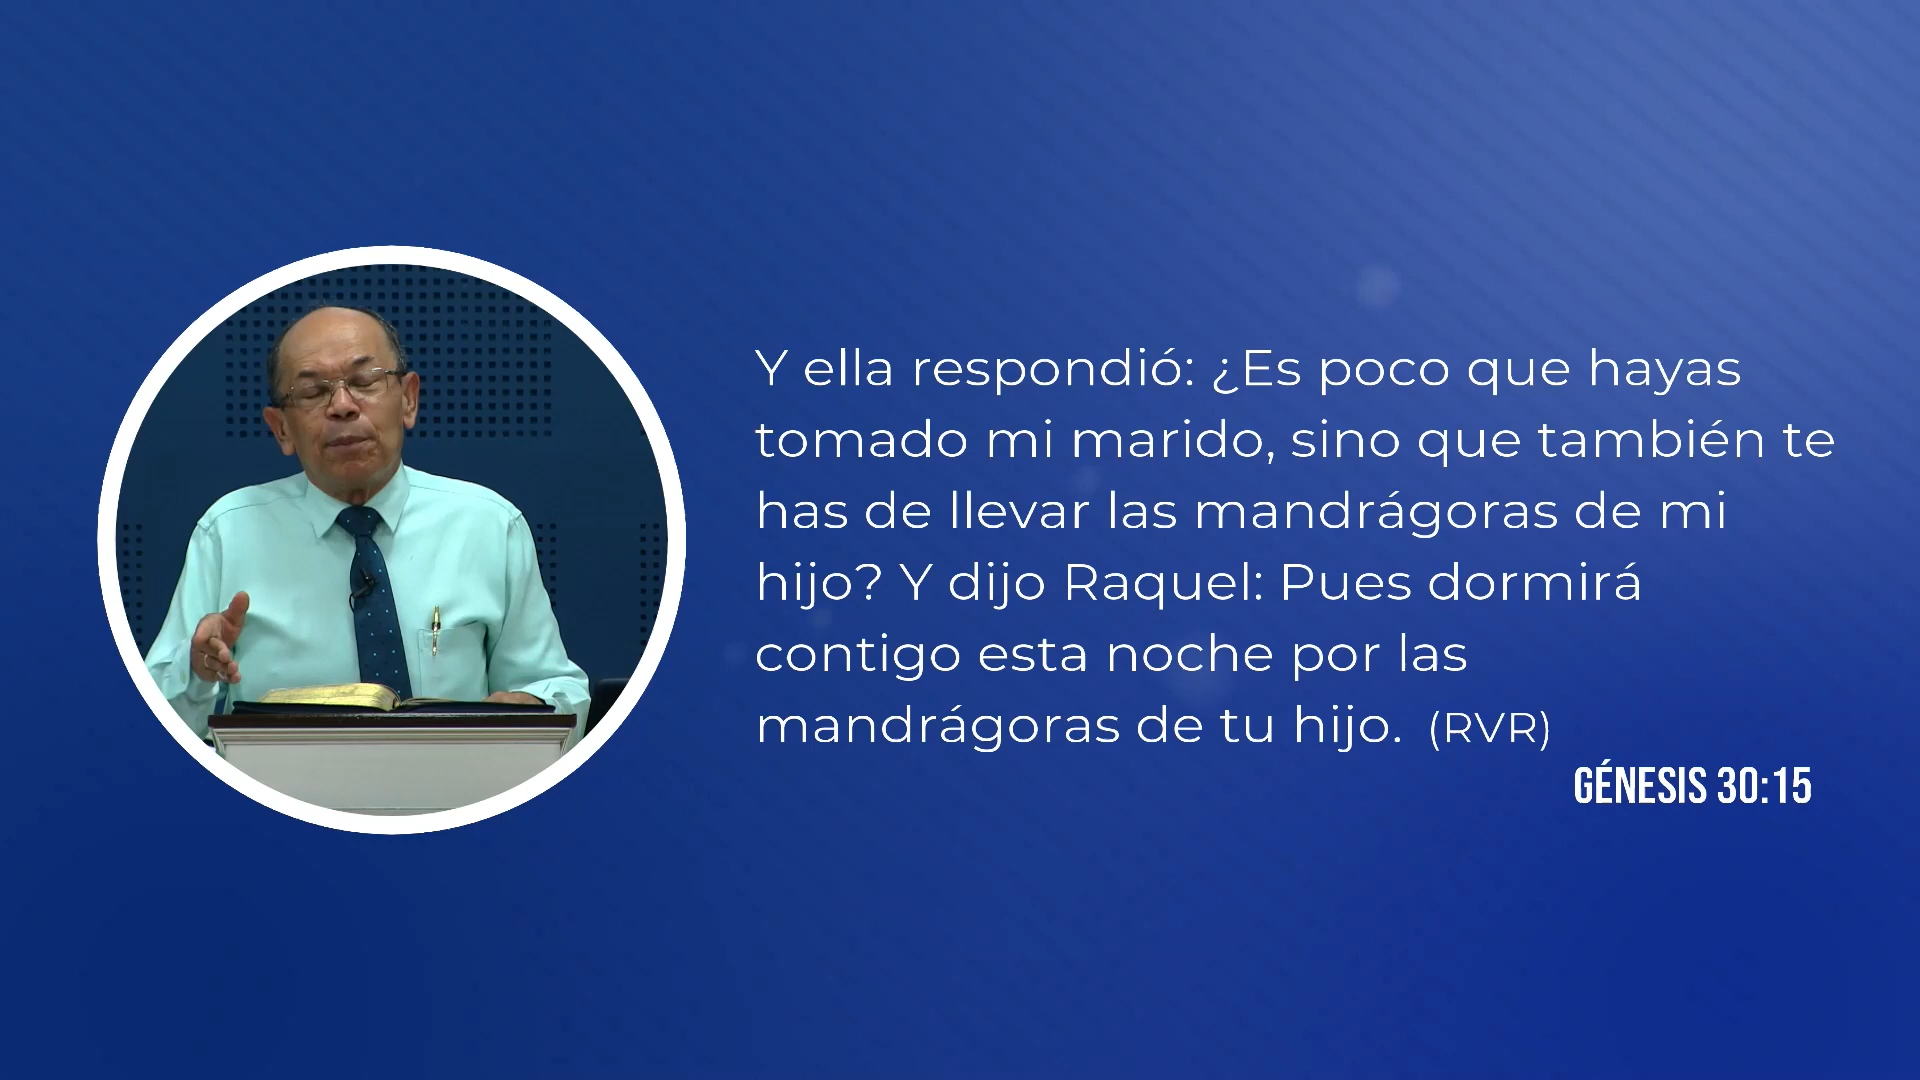 Y ella respondió: ¿Es poco que hayas
tomado mi marido, sino que también te
has de llevar las mandrágoras de mi
hijo? Y dijo Raquel: Pues dormirá
contigo esta noche por las
mandrágoras de tu hijo. (RVR)
GÉNESIS 30:15